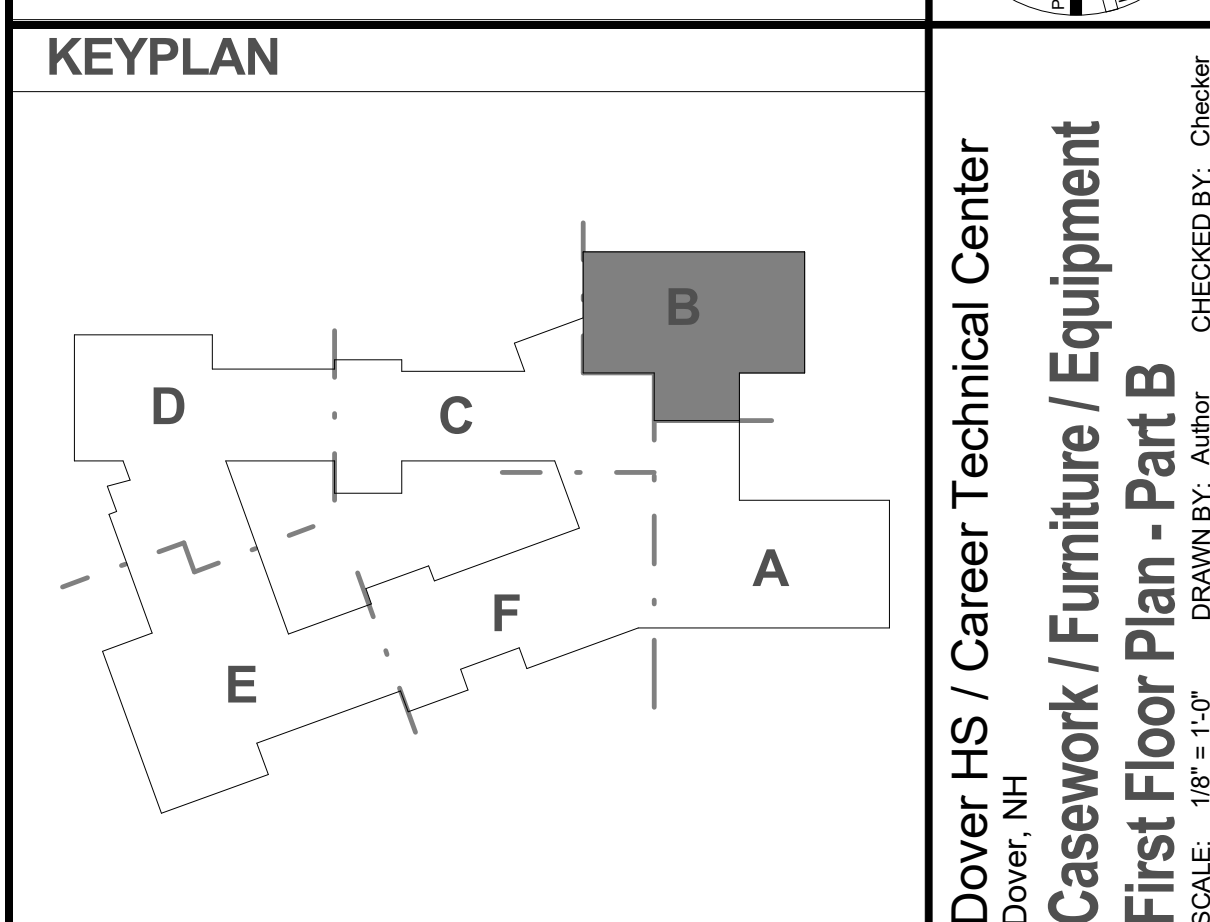 KEYPLAN
B
D
C
A
F
E
Dover HS / Career Technical Center
Dover, NH
Casework / Furniture / Equipment
First Floor Plan - Part B
SCALE: 1/8" = 1'-0" DRAWN BY: Author CHECKED BY: Checker